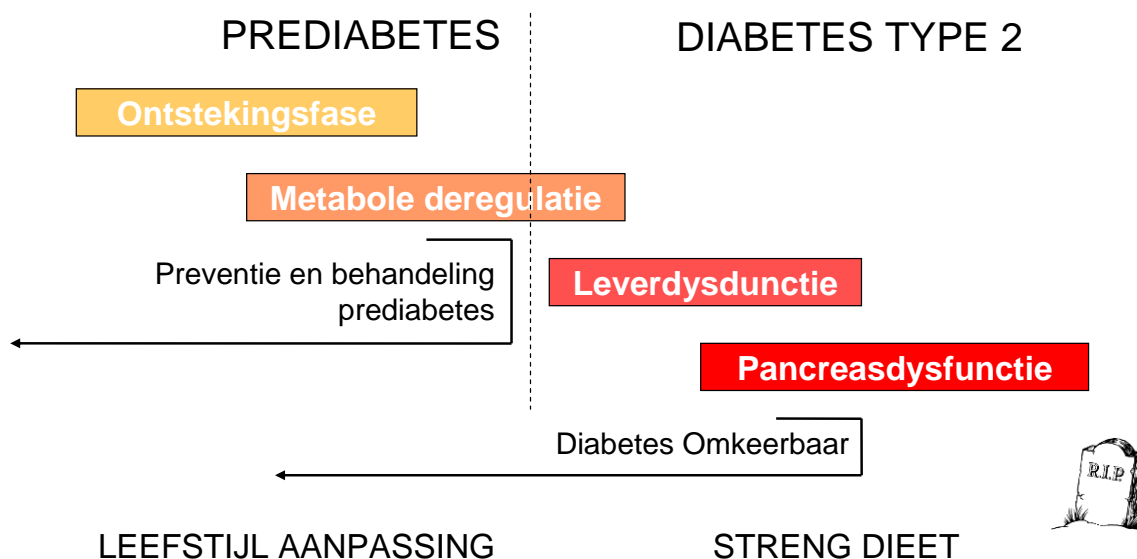 PREDIABETES
DIABETES TYPE 2
Ontstekingsfase
Metabole deregulatie
Preventie en behandeling
prediabetes
Leverdysdunctie
Pancreasdysfunctie
Diabetes Omkeerbaar
R.I.P.
LEEFSTIJL AANPASSING
STRENG DIEET